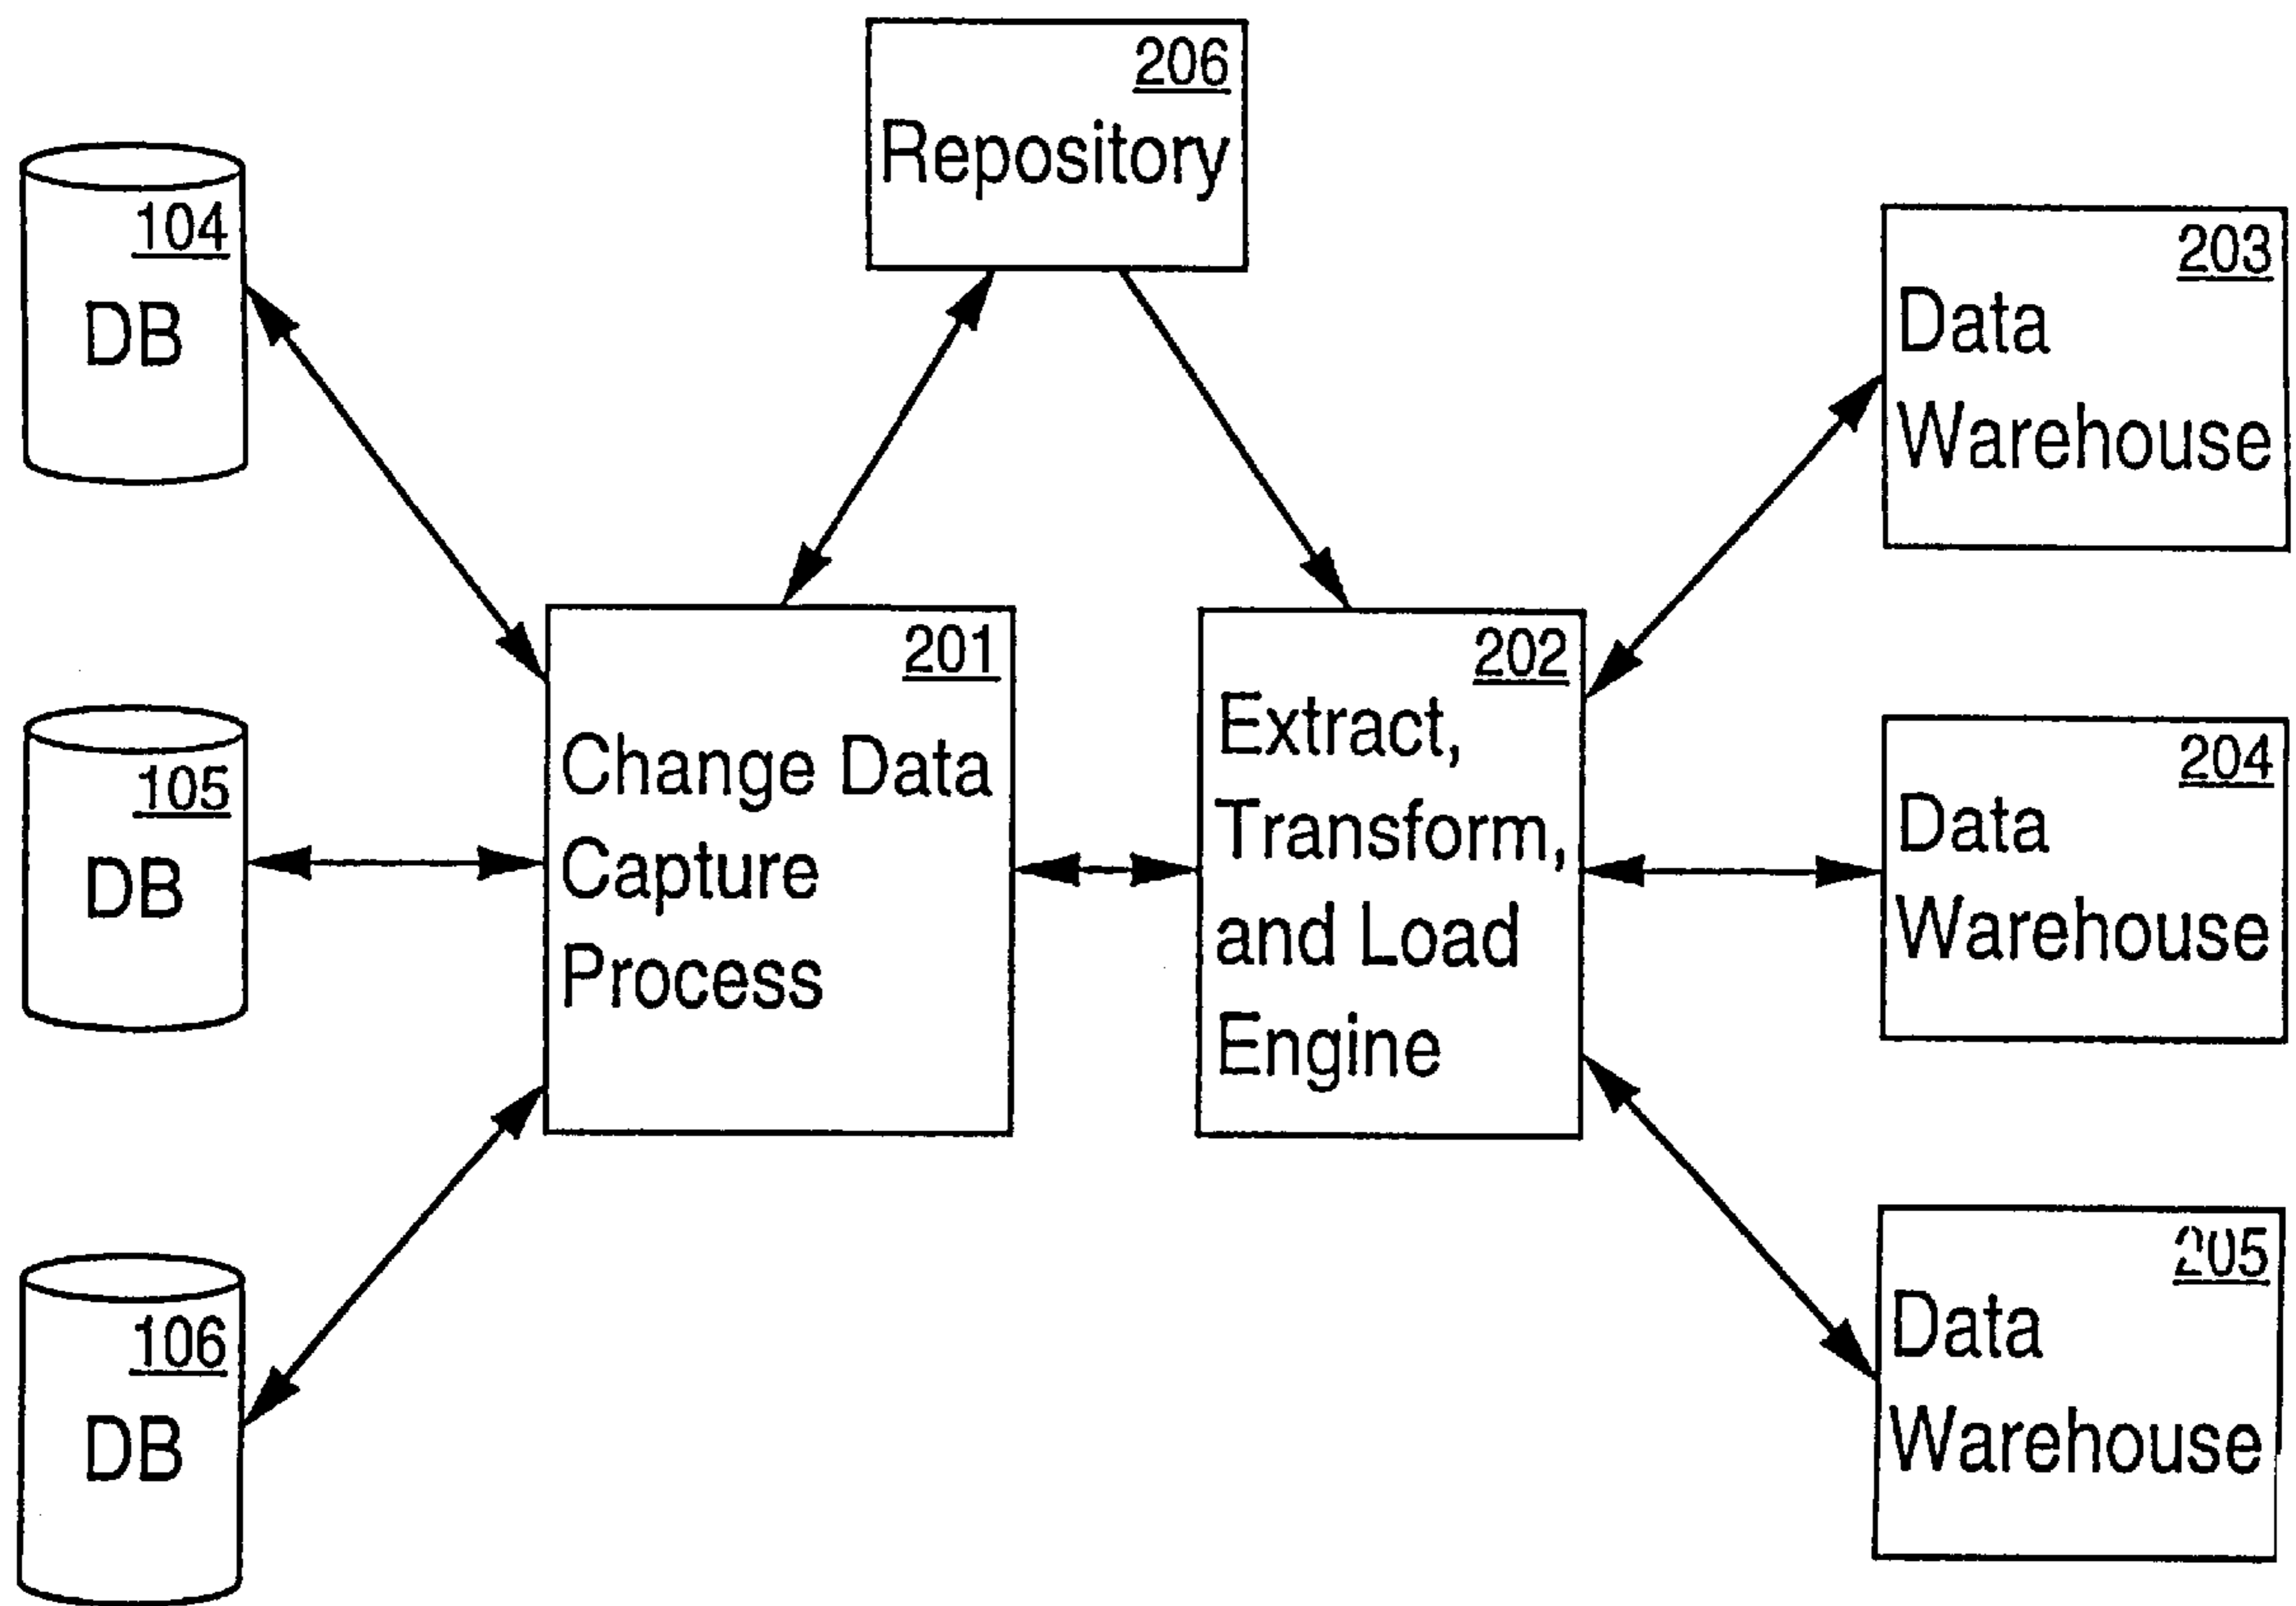 206
Repository
104
DB
203
Data
Warehouse
201
Change Data
Capture
Process
202
Extract,
Transform,
and Load
Engine
105
DB
204
Data
Warehouse
106
DB
205
Data
Warehouse